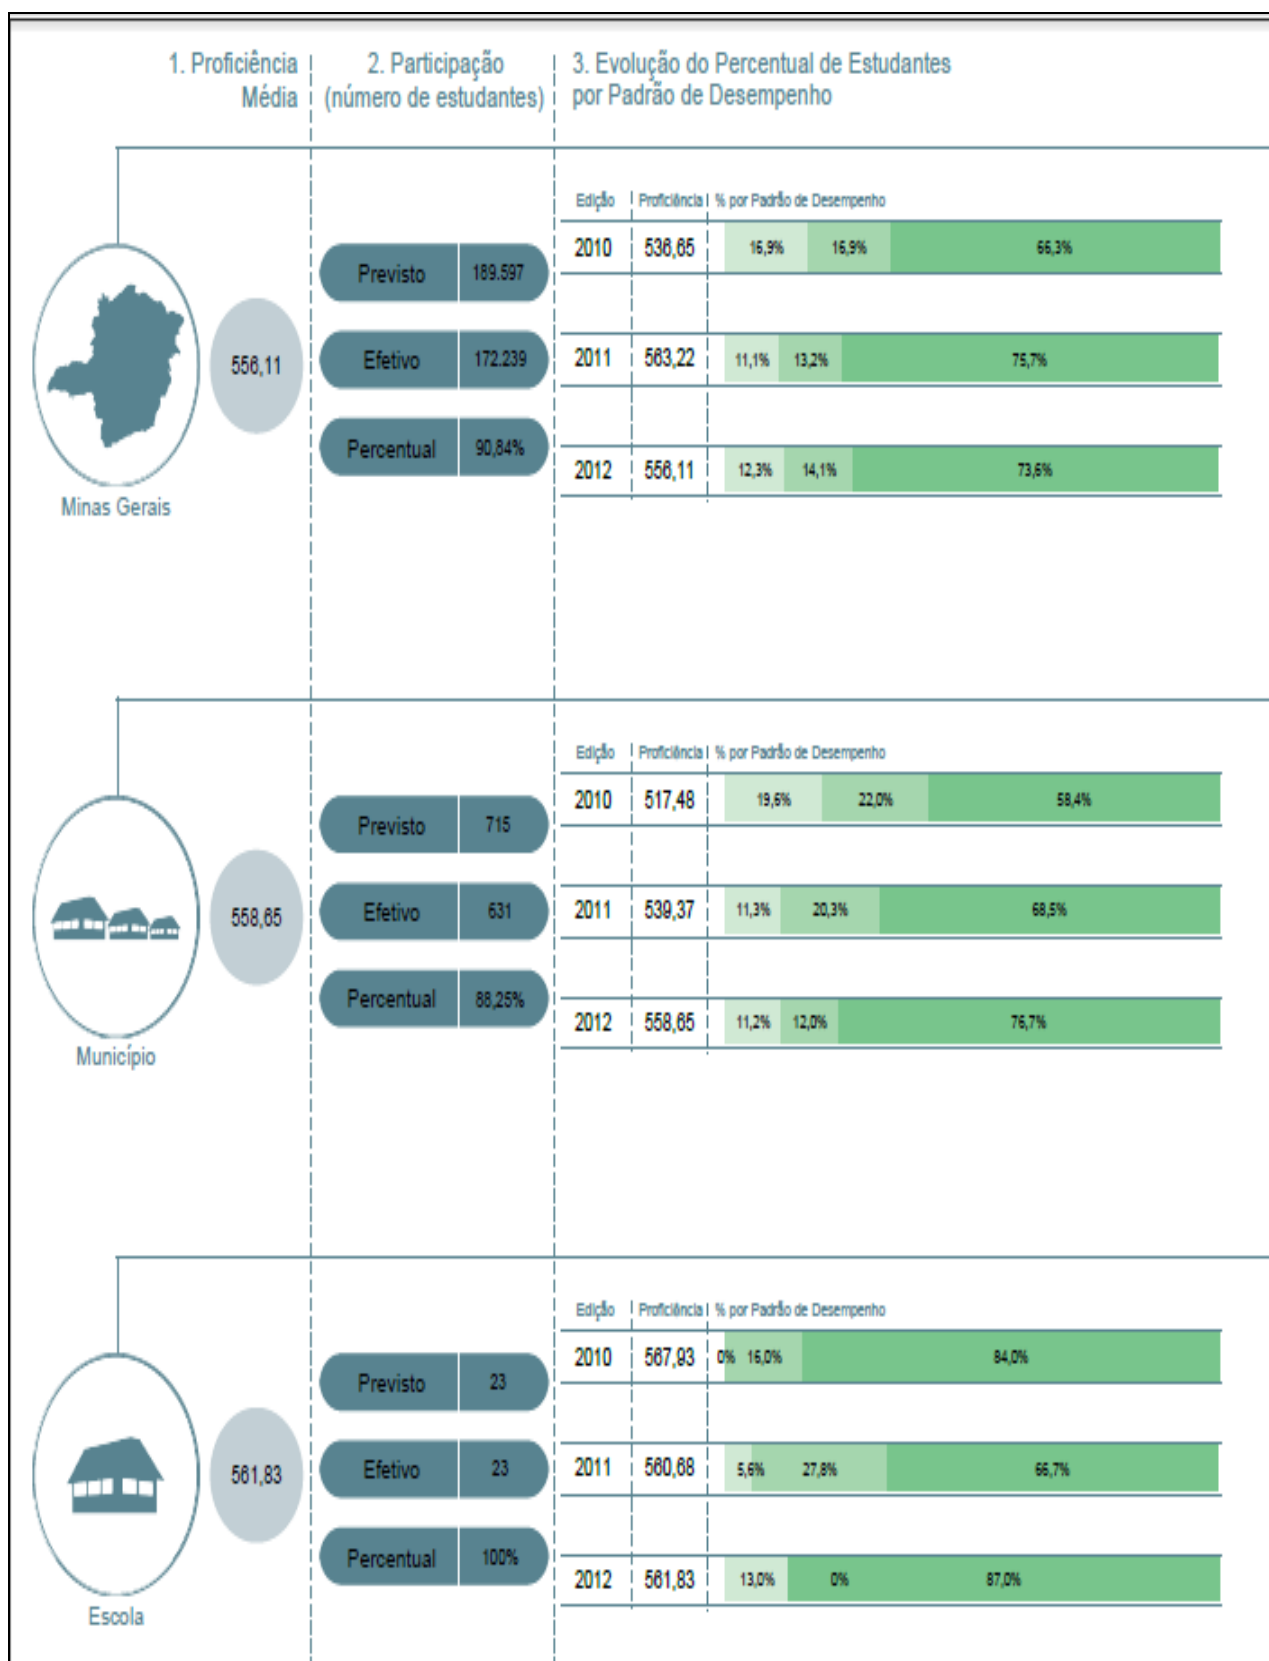 1. Proficiência
Média
2. Participação
(número de estudantes)
3. Evolução do Percentual de Estudantes
por Padrão de Desempenho
Edição Proficiência % por Padrão de Desempenho
2010 536,65 16,9% 16,9% 66,3%
Previsto 189.597
2011 563,22 11,1% 13,2% 75,7%
Efetivo 172.239
556,11
Percentual 90,84%
2012 556,11 12,3% 14,1% 73,6%
Minas Gerais
Edição Proficiência % por Padrão de Desempenho
2010 517,48 19,6% 22,0% 58,4%
Previsto 715
2011 539,37 11,3% 20,3% 68,5%
Efetivo 631
558,65
Percentual 88,25%
2012 558,65 11,2% 12,0% 76,7%
Município
Edição Proficiência % por Padrão de Desempenho
2010 567,93 0% 16,0% 84,0%
Previsto 23
2011 560,68 5,6% 27,8% 66,7%
Efetivo 23
561,83
Percentual 100%
2012 561,83 13,0% 0% 87,0%
Escola